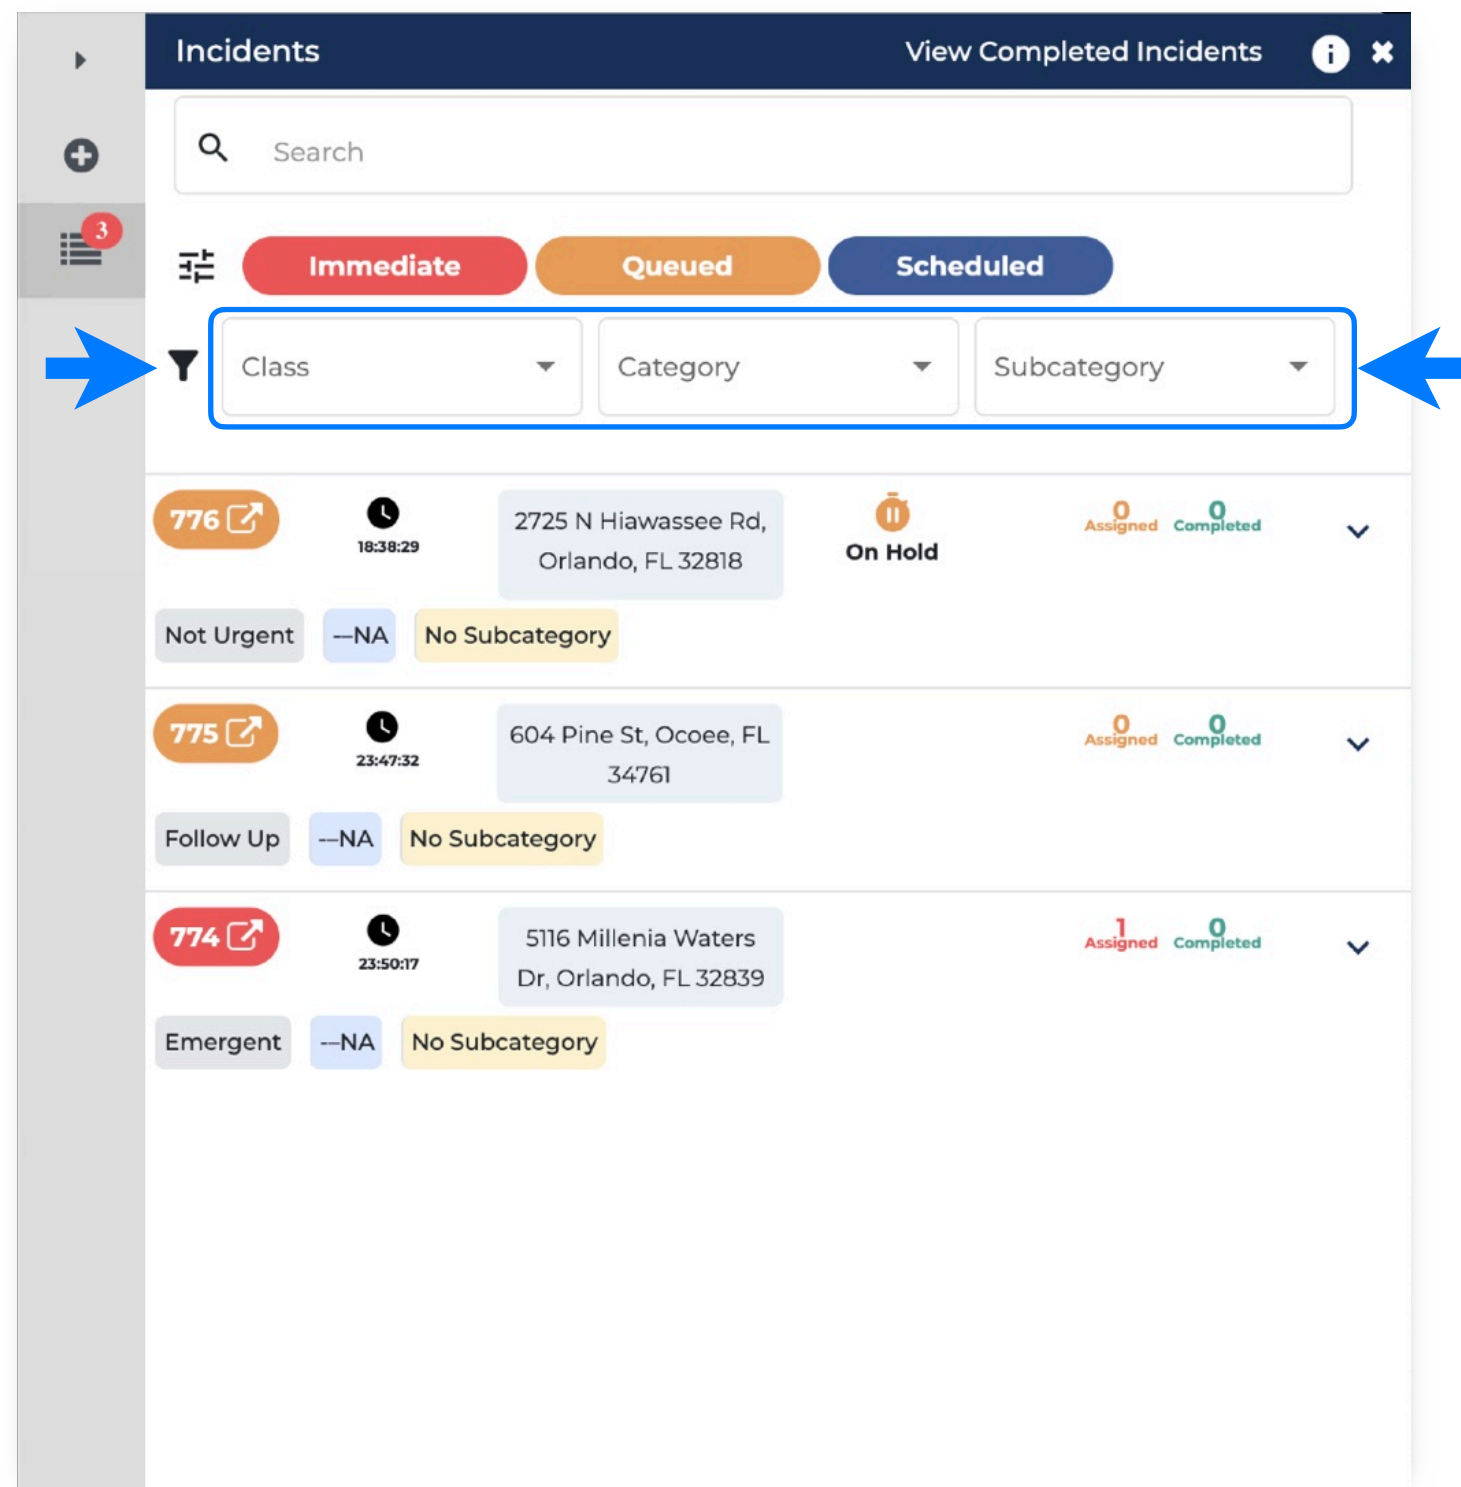 Incidents View Completed Incidents i
Search
3
Immediate Queued Scheduled
Class Category Subcategory
776 18:38:29 2725 N Hiawassee Rd, Orlando, FL 32818 On Hold 0 Assigned 0 Completed
Not Urgent --NA No Subcategory
775 23:47:32 604 Pine St, Ocoee, FL 34761 0 Assigned 0 Completed
Follow Up --NA No Subcategory
774 23:50:17 5116 Millenia Waters Dr, Orlando, FL 32839 1 Assigned 0 Completed
Emergent --NA No Subcategory